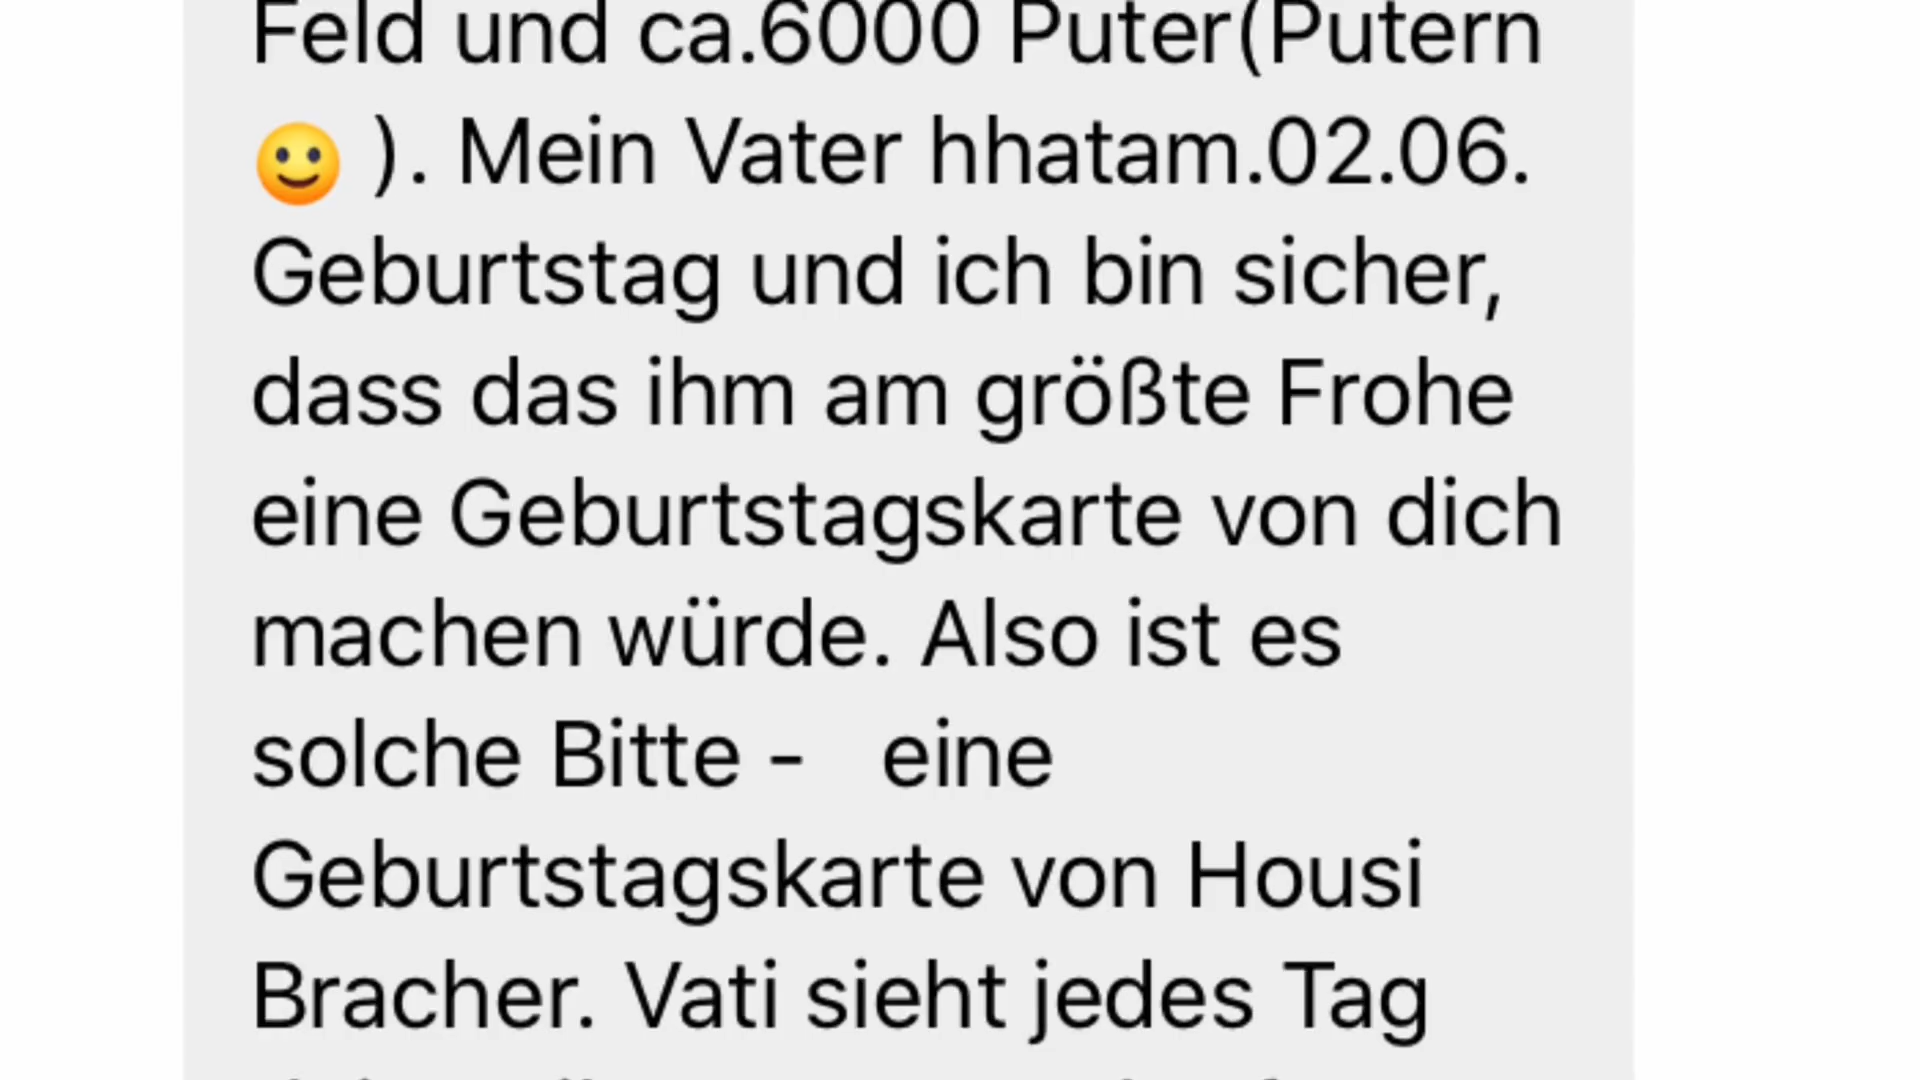 Feld und ca.6000 Puter(Putern
🙂 ). Mein Vater hhatam.02.06.
Geburtstag und ich bin sicher,
dass das ihm am größte Frohe
eine Geburtstagskarte von dich
machen würde. Also ist es
solche Bitte -   eine
Geburtstagskarte von Housi
Bracher. Vati sieht jedes Tag